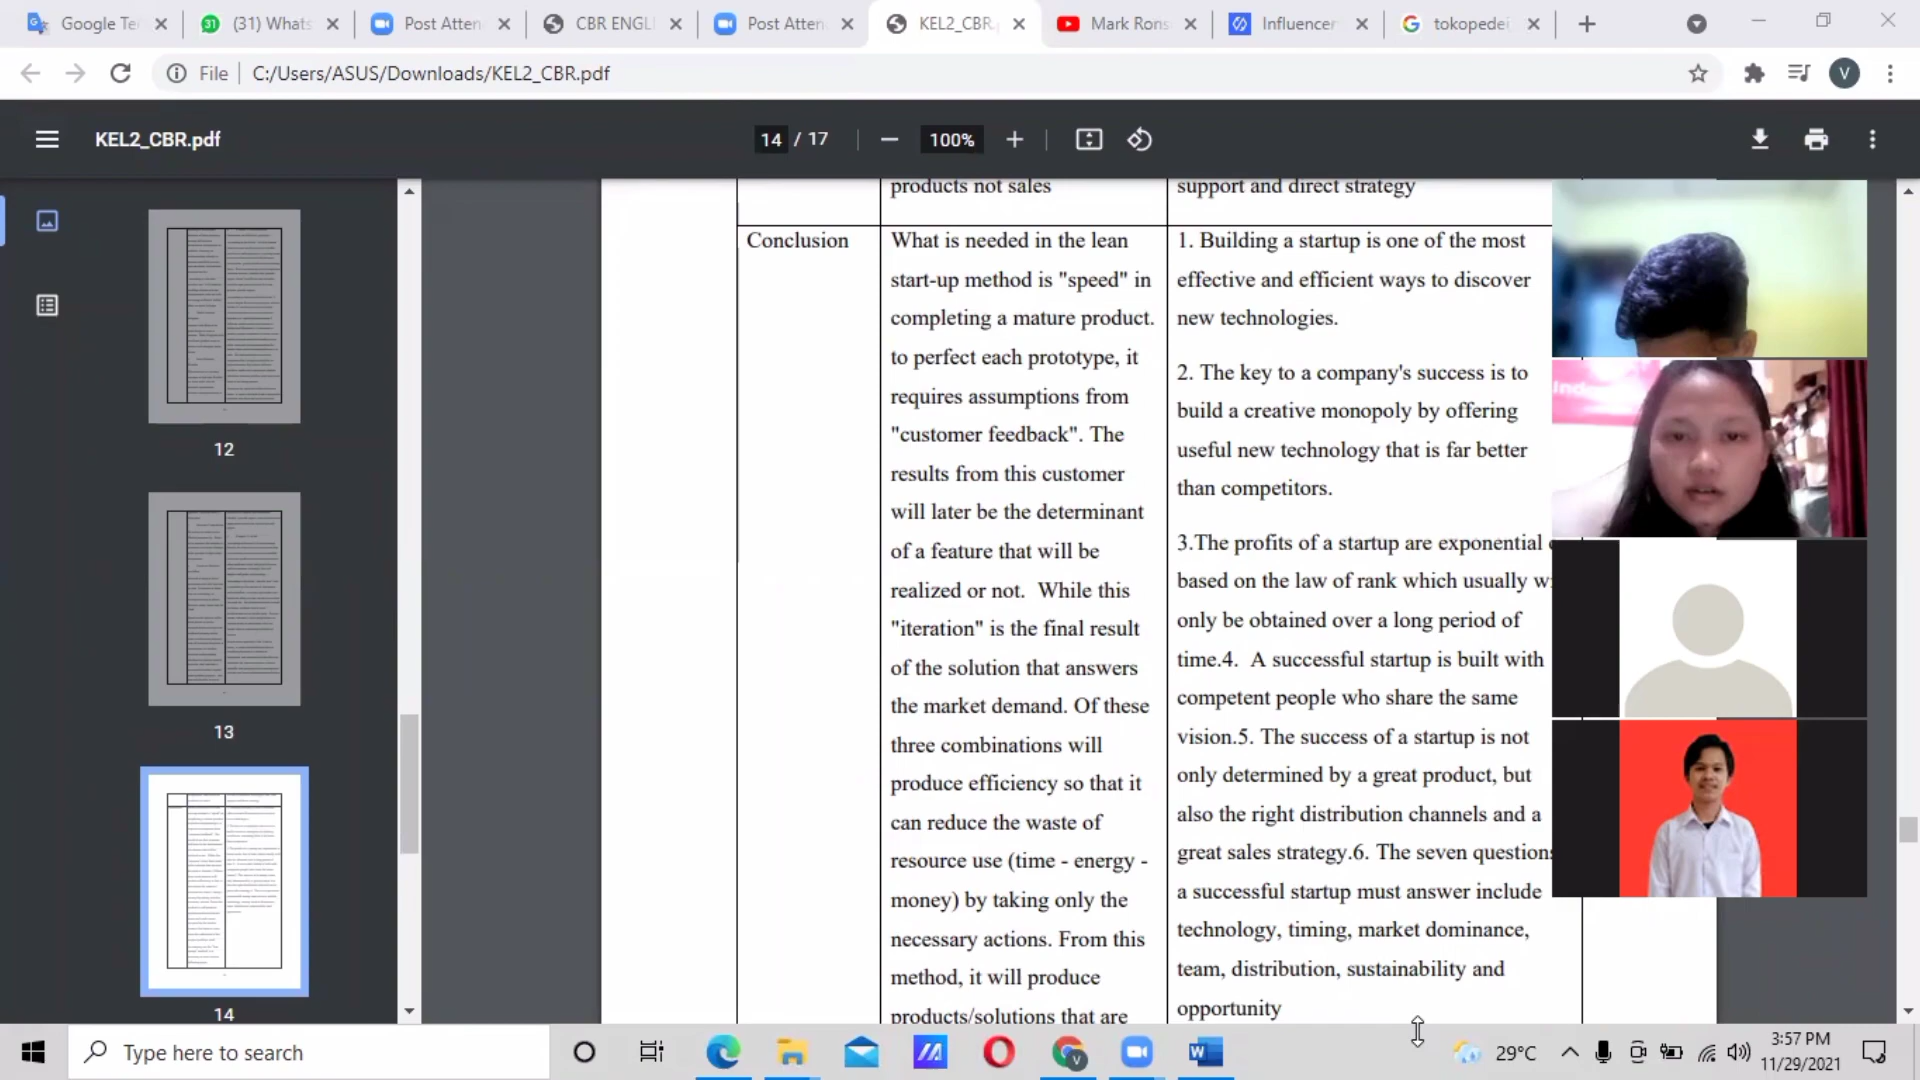 Google Te
(31) Whats
Post Atten
CBR ENGL
Post Atten
KEL2_CBR.
Mark Rons
Influencer
tokopedei
File
C:/Users/ASUS/Downloads/KEL2_CBR.pdf
V
KEL2_CBR.pdf
14 / 17
100%
12
13
14
products not sales
support and direct strategy
Conclusion
What is needed in the lean
start-up method is "speed" in
completing a mature product.
to perfect each prototype, it
requires assumptions from
"customer feedback". The
results from this customer
will later be the determinant
of a feature that will be
realized or not.  While this
"iteration" is the final result
of the solution that answers
the market demand. Of these
three combinations will
produce efficiency so that it
can reduce the waste of
resource use (time - energy -
money) by taking only the
necessary actions. From this
method, it will produce
products/solutions that are
1. Building a startup is one of the most
effective and efficient ways to discover
new technologies.
2. The key to a company's success is to
build a creative monopoly by offering
useful new technology that is far better
than competitors.
3.The profits of a startup are exponential
based on the law of rank which usually w
only be obtained over a long period of
time.4.  A successful startup is built with
competent people who share the same
vision.5. The success of a startup is not
only determined by a great product, but
also the right distribution channels and a
great sales strategy.6. The seven questions
a successful startup must answer include
technology, timing, market dominance,
team, distribution, sustainability and
opportunity
Type here to search
29°C
3:57 PM
11/29/2021